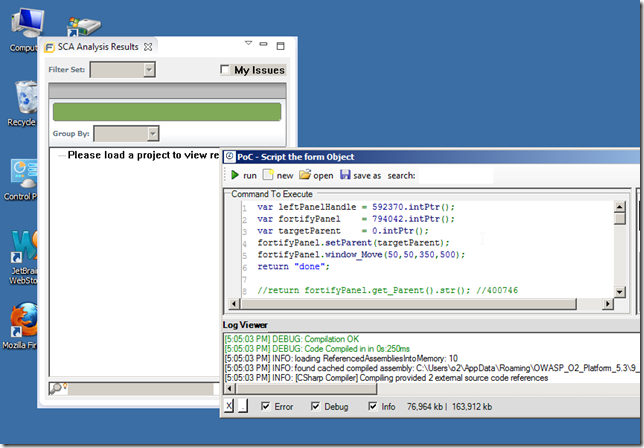 Comput
Recycle
Control P
JetBrain
WebSto
Mozilla Fir
SCA Analysis Results
Filter Set:
My Issues
Group By:
Please load a project to view re
PoC - Script the form Object
run new open save as search:
Command To Execute
1 var leftPanelHandle = 592370.intPtr();
2 var fortifyPanel = 794042.intPtr();
3 var targetParent = 0.intPtr();
4 fortifyPanel.setParent(targetParent);
5 fortifyPanel.window_Move(50,50,350,500);
6 return "done";
7
8 //return fortifyPanel.get_Parent().str(); //400746
Log Viewer
[5:05:03 PM] DEBUG: Compilation OK
[5:05:03 PM] DEBUG: Code Compiled in in 0s:250ms
[5:05:03 PM] INFO: loading ReferencedAssembliesIntoMemory: 10
[5:05:03 PM] INFO: found cached compiled assembly: C:\Users\o2\AppData\Roaming\OWASP_O2_Platform_5.3\9_
[5:05:03 PM] INFO: [CSharp Compiler] Compiling provided 2 external source code references
X _ Error Debug Info 76,964 kb | 163,912 kb